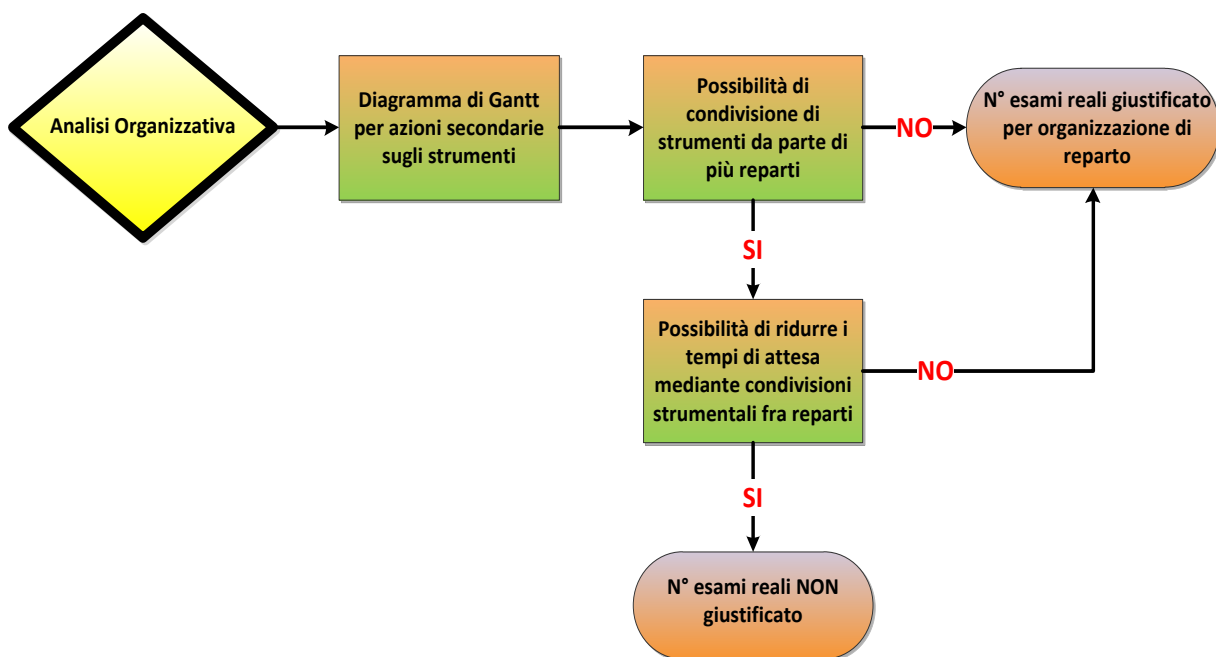 Analisi Organizzativa
Diagramma di Gantt
per azioni secondarie
sugli strumenti
Possibilità di
condivisione di
strumenti da parte di
più reparti
NO
N° esami reali giustificato
per organizzazione di
reparto
SI
Possibilità di ridurre i
tempi di attesa
mediante condivisioni
strumentali fra reparti
NO
SI
N° esami reali NON
giustificato